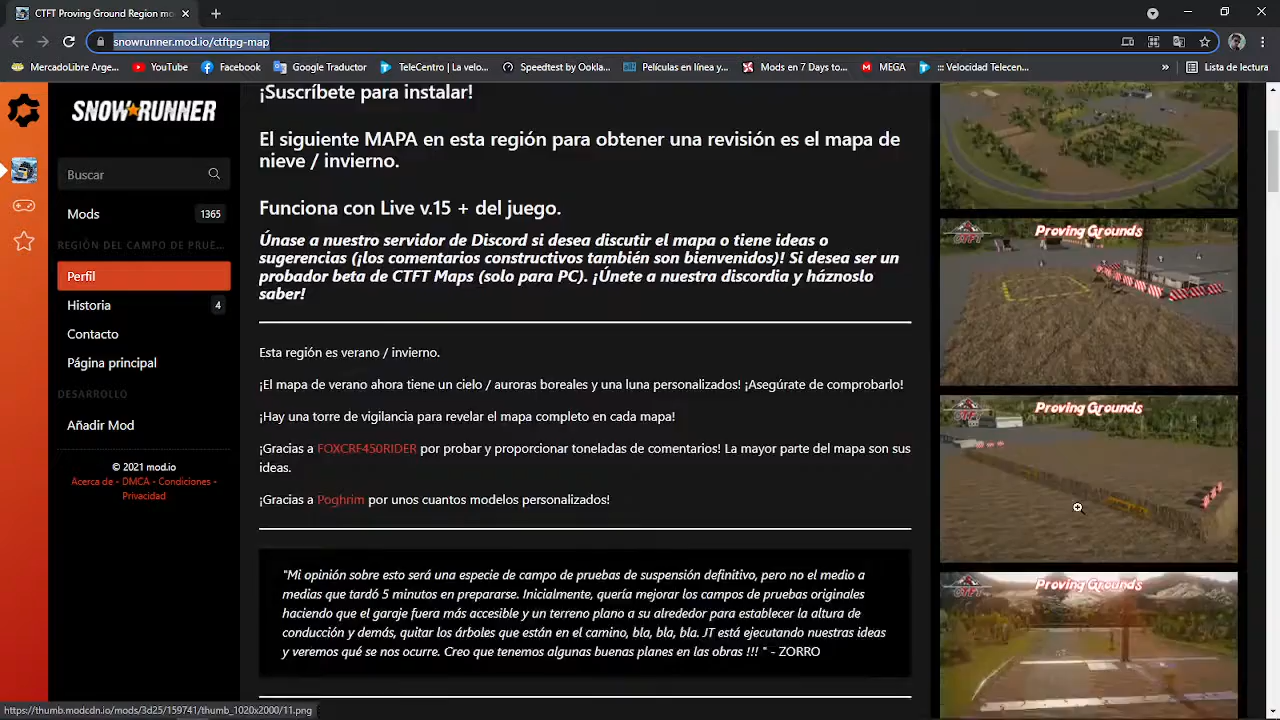 CTFT Proving Ground Region mo
snowrunner.mod.io/ctftpg-map
MercadoLibre Arge...
YouTube
Facebook
Google Traductor
TeleCentro | La velo...
Speedtest by Ookla...
Películas en línea y...
Mods en 7 Days to...
MEGA
::: Velocidad Telecen...
»
Lista de lectura
SNOWRUNNER
Buscar
Mods
1365
REGIÓN DEL CAMPO DE PRUE...
Perfil
Historia
4
Contacto
Página principal
DESARROLLO
Añadir Mod
© 2021 mod.io
Acerca de - DMCA - Condiciones -
Privacidad
¡Suscríbete para instalar!
El siguiente MAPA en esta región para obtener una revisión es el mapa de
nieve / invierno.
Funciona con Live v.15 + del juego.
Únase a nuestro servidor de Discord si desea discutir el mapa o tiene ideas o
sugerencias (¡los comentarios constructivos también son bienvenidos)! Si desea ser un
probador beta de CTFT Maps (solo para PC). ¡Únete a nuestra discordia y háznoslo
saber!
Esta región es verano / invierno.
¡El mapa de verano ahora tiene un cielo / auroras boreales y una luna personalizados! ¡Asegúrate de comprobarlo!
¡Hay una torre de vigilancia para revelar el mapa completo en cada mapa!
¡Gracias a FOXCRF450RIDER por probar y proporcionar toneladas de comentarios! La mayor parte del mapa son sus
ideas.
¡Gracias a Poghrim por unos cuantos modelos personalizados!
"Mi opinión sobre esto será una especie de campo de pruebas de suspensión definitivo, pero no el medio a
medias que tardó 5 minutos en prepararse. Inicialmente, quería mejorar los campos de pruebas originales
haciendo que el garaje fuera más accesible y un terreno plano a su alrededor para establecer la altura de
conducción y demás, quitar los árboles que están en el camino, bla, bla, bla. JT está ejecutando nuestras ideas
y veremos qué se nos ocurre. Creo que tenemos algunas buenas planes en las obras !!! " - ZORRO
CTFT
Proving Grounds
CTFT
Proving Grounds
CTFT
Proving Grounds
https://thumb.modcdn.io/mods/3d25/159741/thumb_1020x2000/11.png